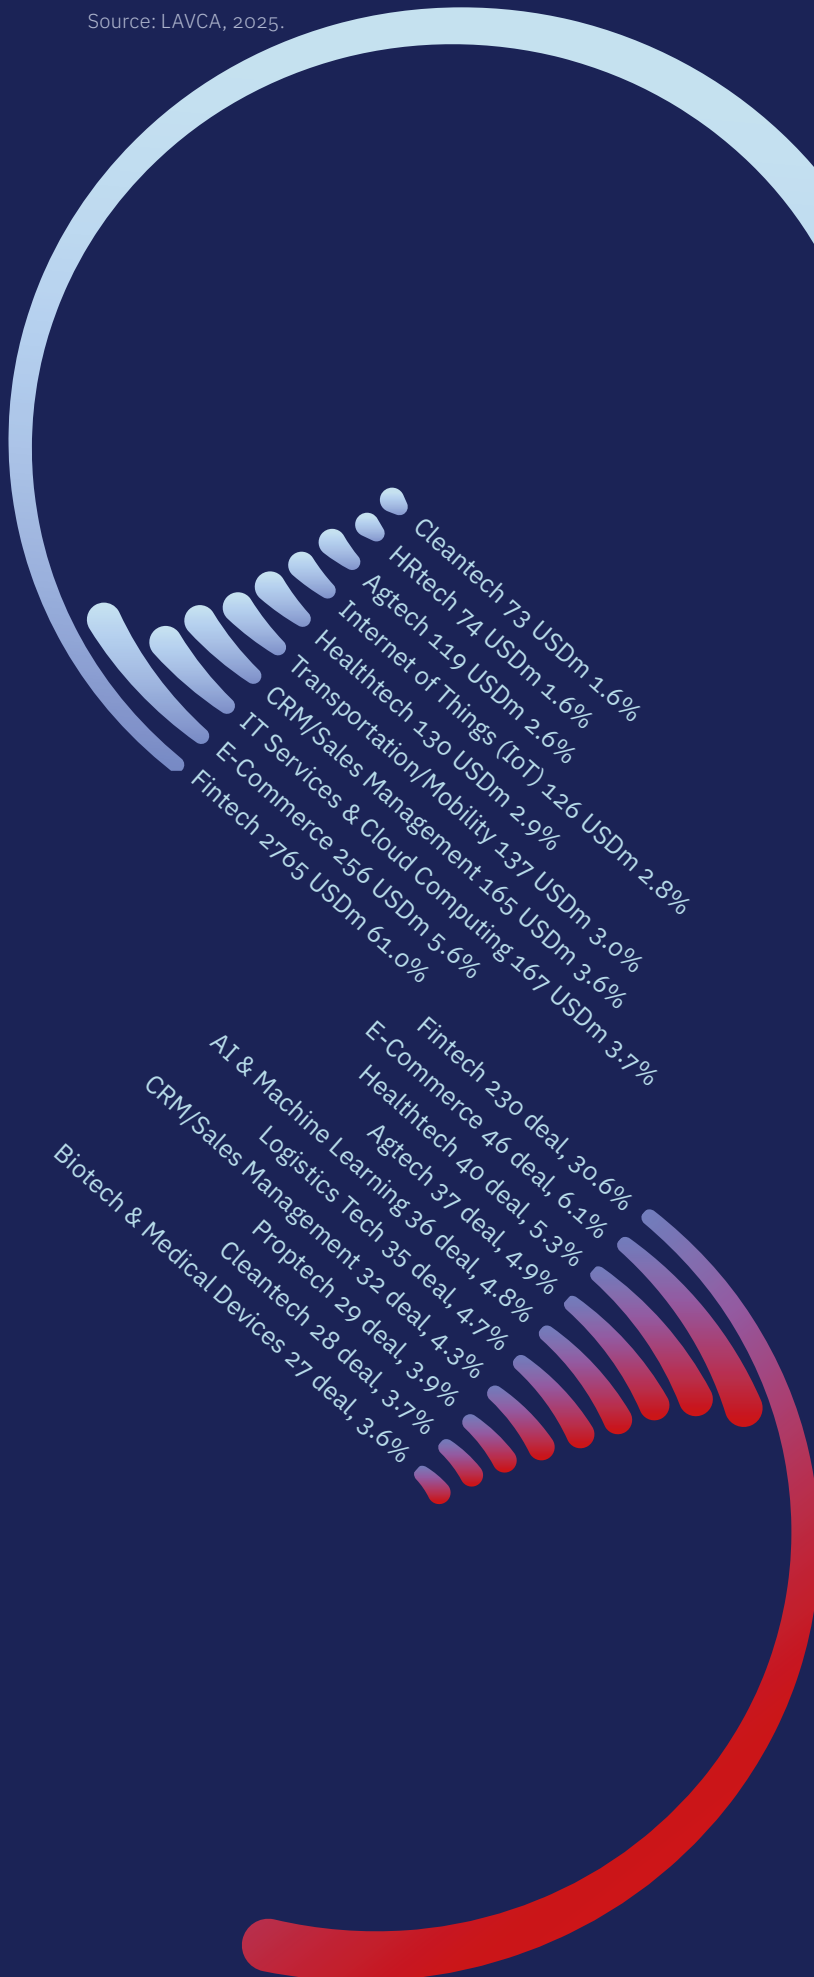 Source: LAVCA, 2025.
Cleantech 73 USDm 1.6%
HRtech 74 USDm 1.6%
Agtech 119 USDm 2.6%
Internet of Things (IoT) 126 USDm 2.8%
Healthtech 130 USDm 2.9%
Transportation/Mobility 137 USDm 3.0%
CRM/Sales Management 165 USDm 3.6%
IT Services & Cloud Computing 167 USDm 3.7%
E-Commerce 256 USDm 5.6%
Fintech 2765 USDm 61.0%
Fintech 230 deal, 30.6%
E-Commerce 46 deal, 6.1%
Healthtech 40 deal, 5.3%
Agtech 37 deal, 4.9%
AI & Machine Learning 36 deal, 4.8%
Logistics Tech 35 deal, 4.7%
CRM/Sales Management 32 deal, 4.3%
Proptech 29 deal, 3.9%
Cleantech 28 deal, 3.7%
Biotech & Medical Devices 27 deal, 3.6%